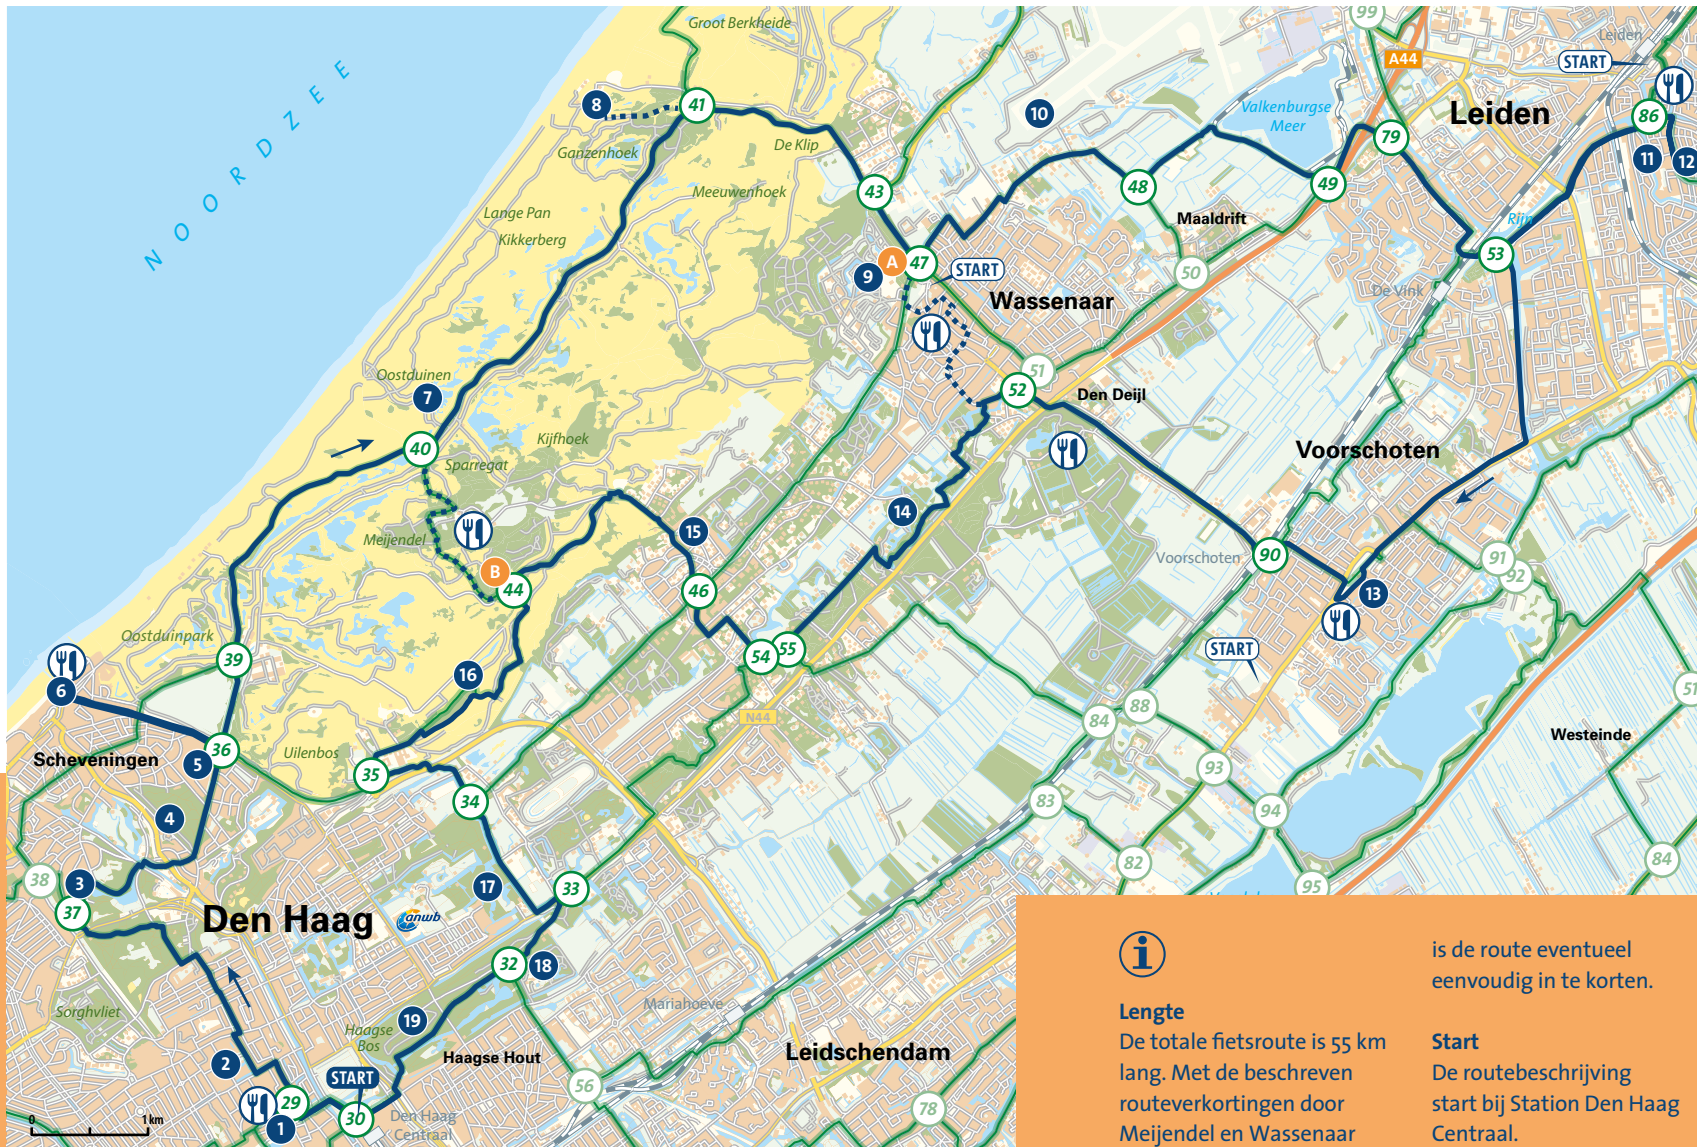 Groot Berkheide
99
Leiden
START
A44
NOORDZEE
8
41
10
Valkenburgse
Meer
79
Leiden
86
11
12
De Klip
Ganzenhoek
Meeuwenhoek
43
48
49
Maaldrift
Rijn
Lange Pan
Kikkerberg
A
47
9
START
50
53
De Vink
Wassenaar
51
52
Den Deijl
Oostduinen
7
40
Kijfhoek
Sparregat
Voorschoten
14
15
Meijendel
B
44
46
Voorschoten
90
91
92
13
Oostduinpark
39
6
16
54
55
START
51
N44
84
88
Westeinde
36
5
Scheveningen
Uilenbos
35
34
93
83
94
4
82
84
95
38
3
37
17
33
Den Haag
anwb
32
18
Sorghvliet
Mariahoeve
19
Haagse
Bos
Haagse Hout
Leidschendam
2
START
56
78
29
30
1
Den Haag
Centraal
0
1 km
i
Lengte
De totale fietsroute is 55 km
lang. Met de beschreven
routeverkortingen door
Meijendel en Wassenaar
is de route eventueel
eenvoudig in te korten.
Start
De routebeschrijving
start bij Station Den Haag
Centraal.